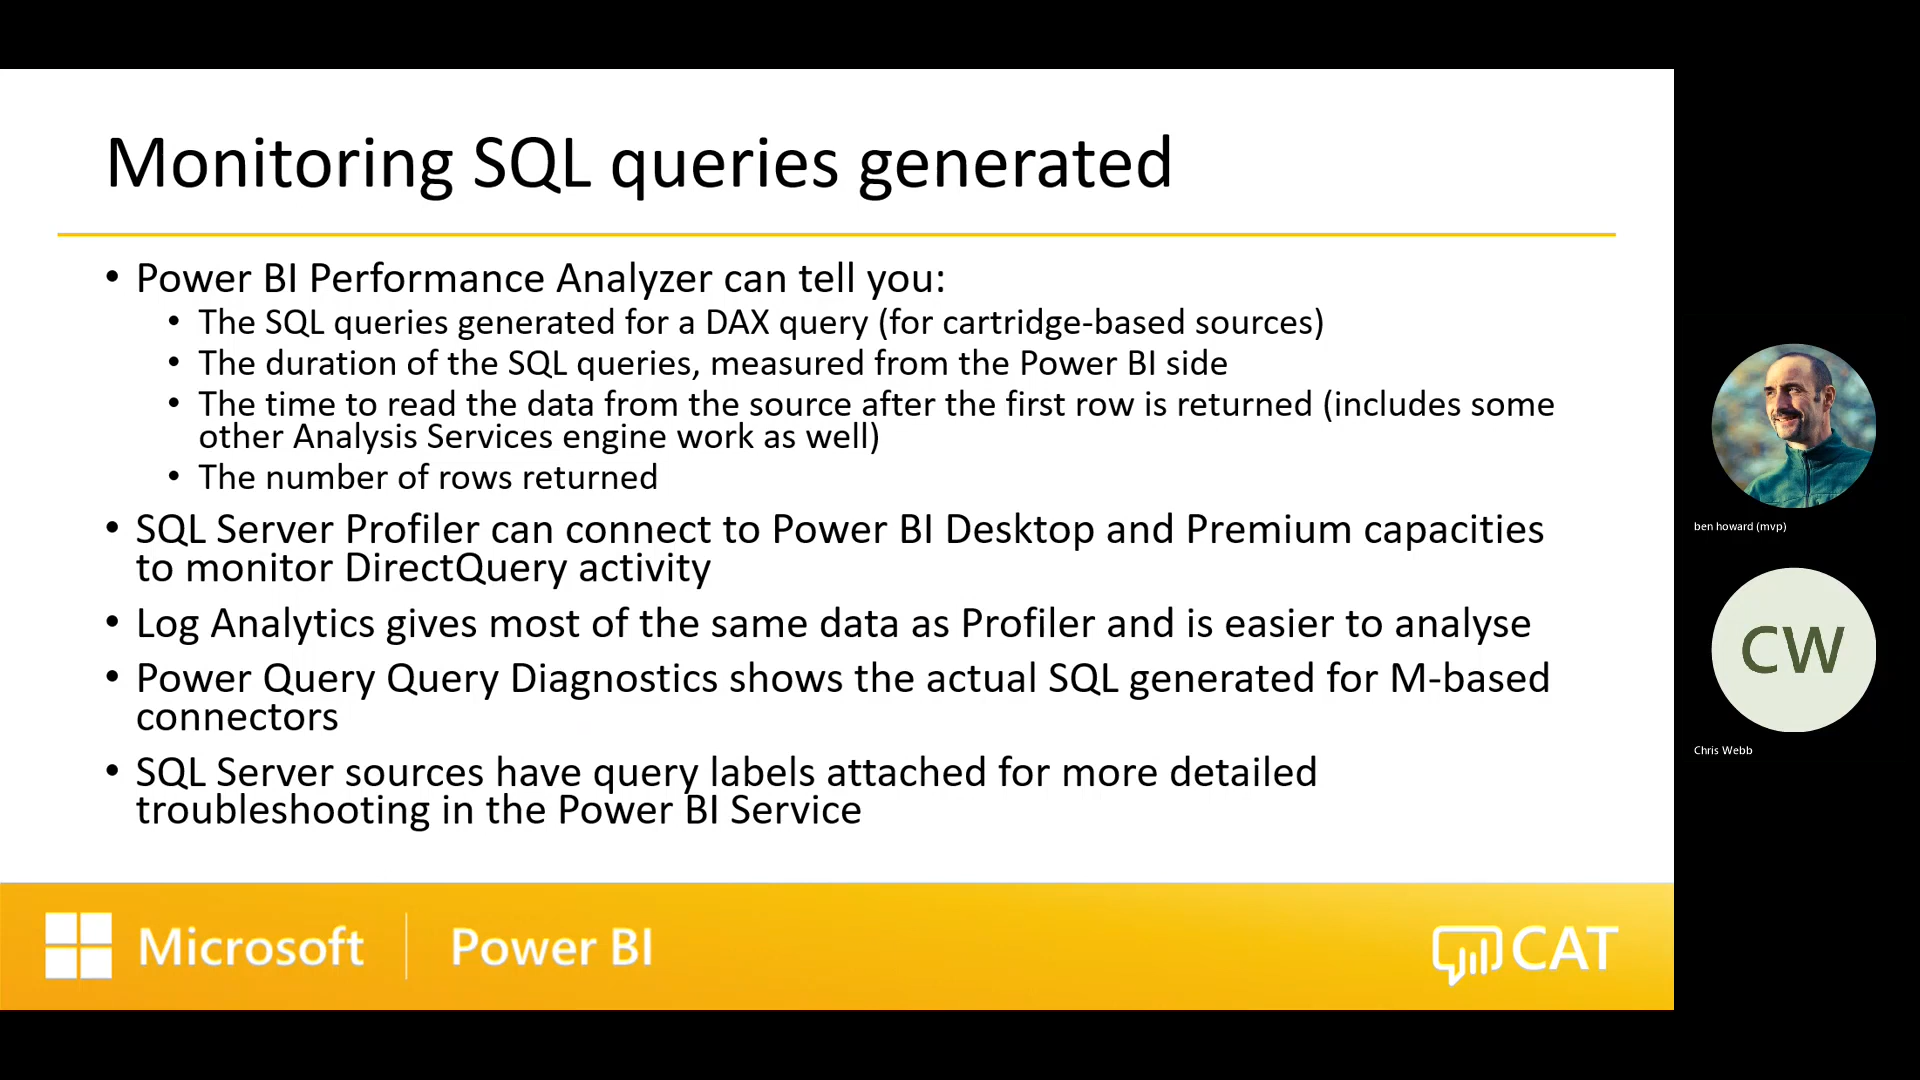 Monitoring SQL queries generated
• Power BI Performance Analyzer can tell you:
• The SQL queries generated for a DAX query (for cartridge-based sources)
• The duration of the SQL queries, measured from the Power BI side
• The time to read the data from the source after the first row is returned (includes some
other Analysis Services engine work as well)
• The number of rows returned
• SQL Server Profiler can connect to Power BI Desktop and Premium capacities
to monitor DirectQuery activity
• Log Analytics gives most of the same data as Profiler and is easier to analyse
• Power Query Query Diagnostics shows the actual SQL generated for M-based
connectors
• SQL Server sources have query labels attached for more detailed
troubleshooting in the Power BI Service
Microsoft | Power BI
CAT
ben howard (mvp)
CW
Chris Webb